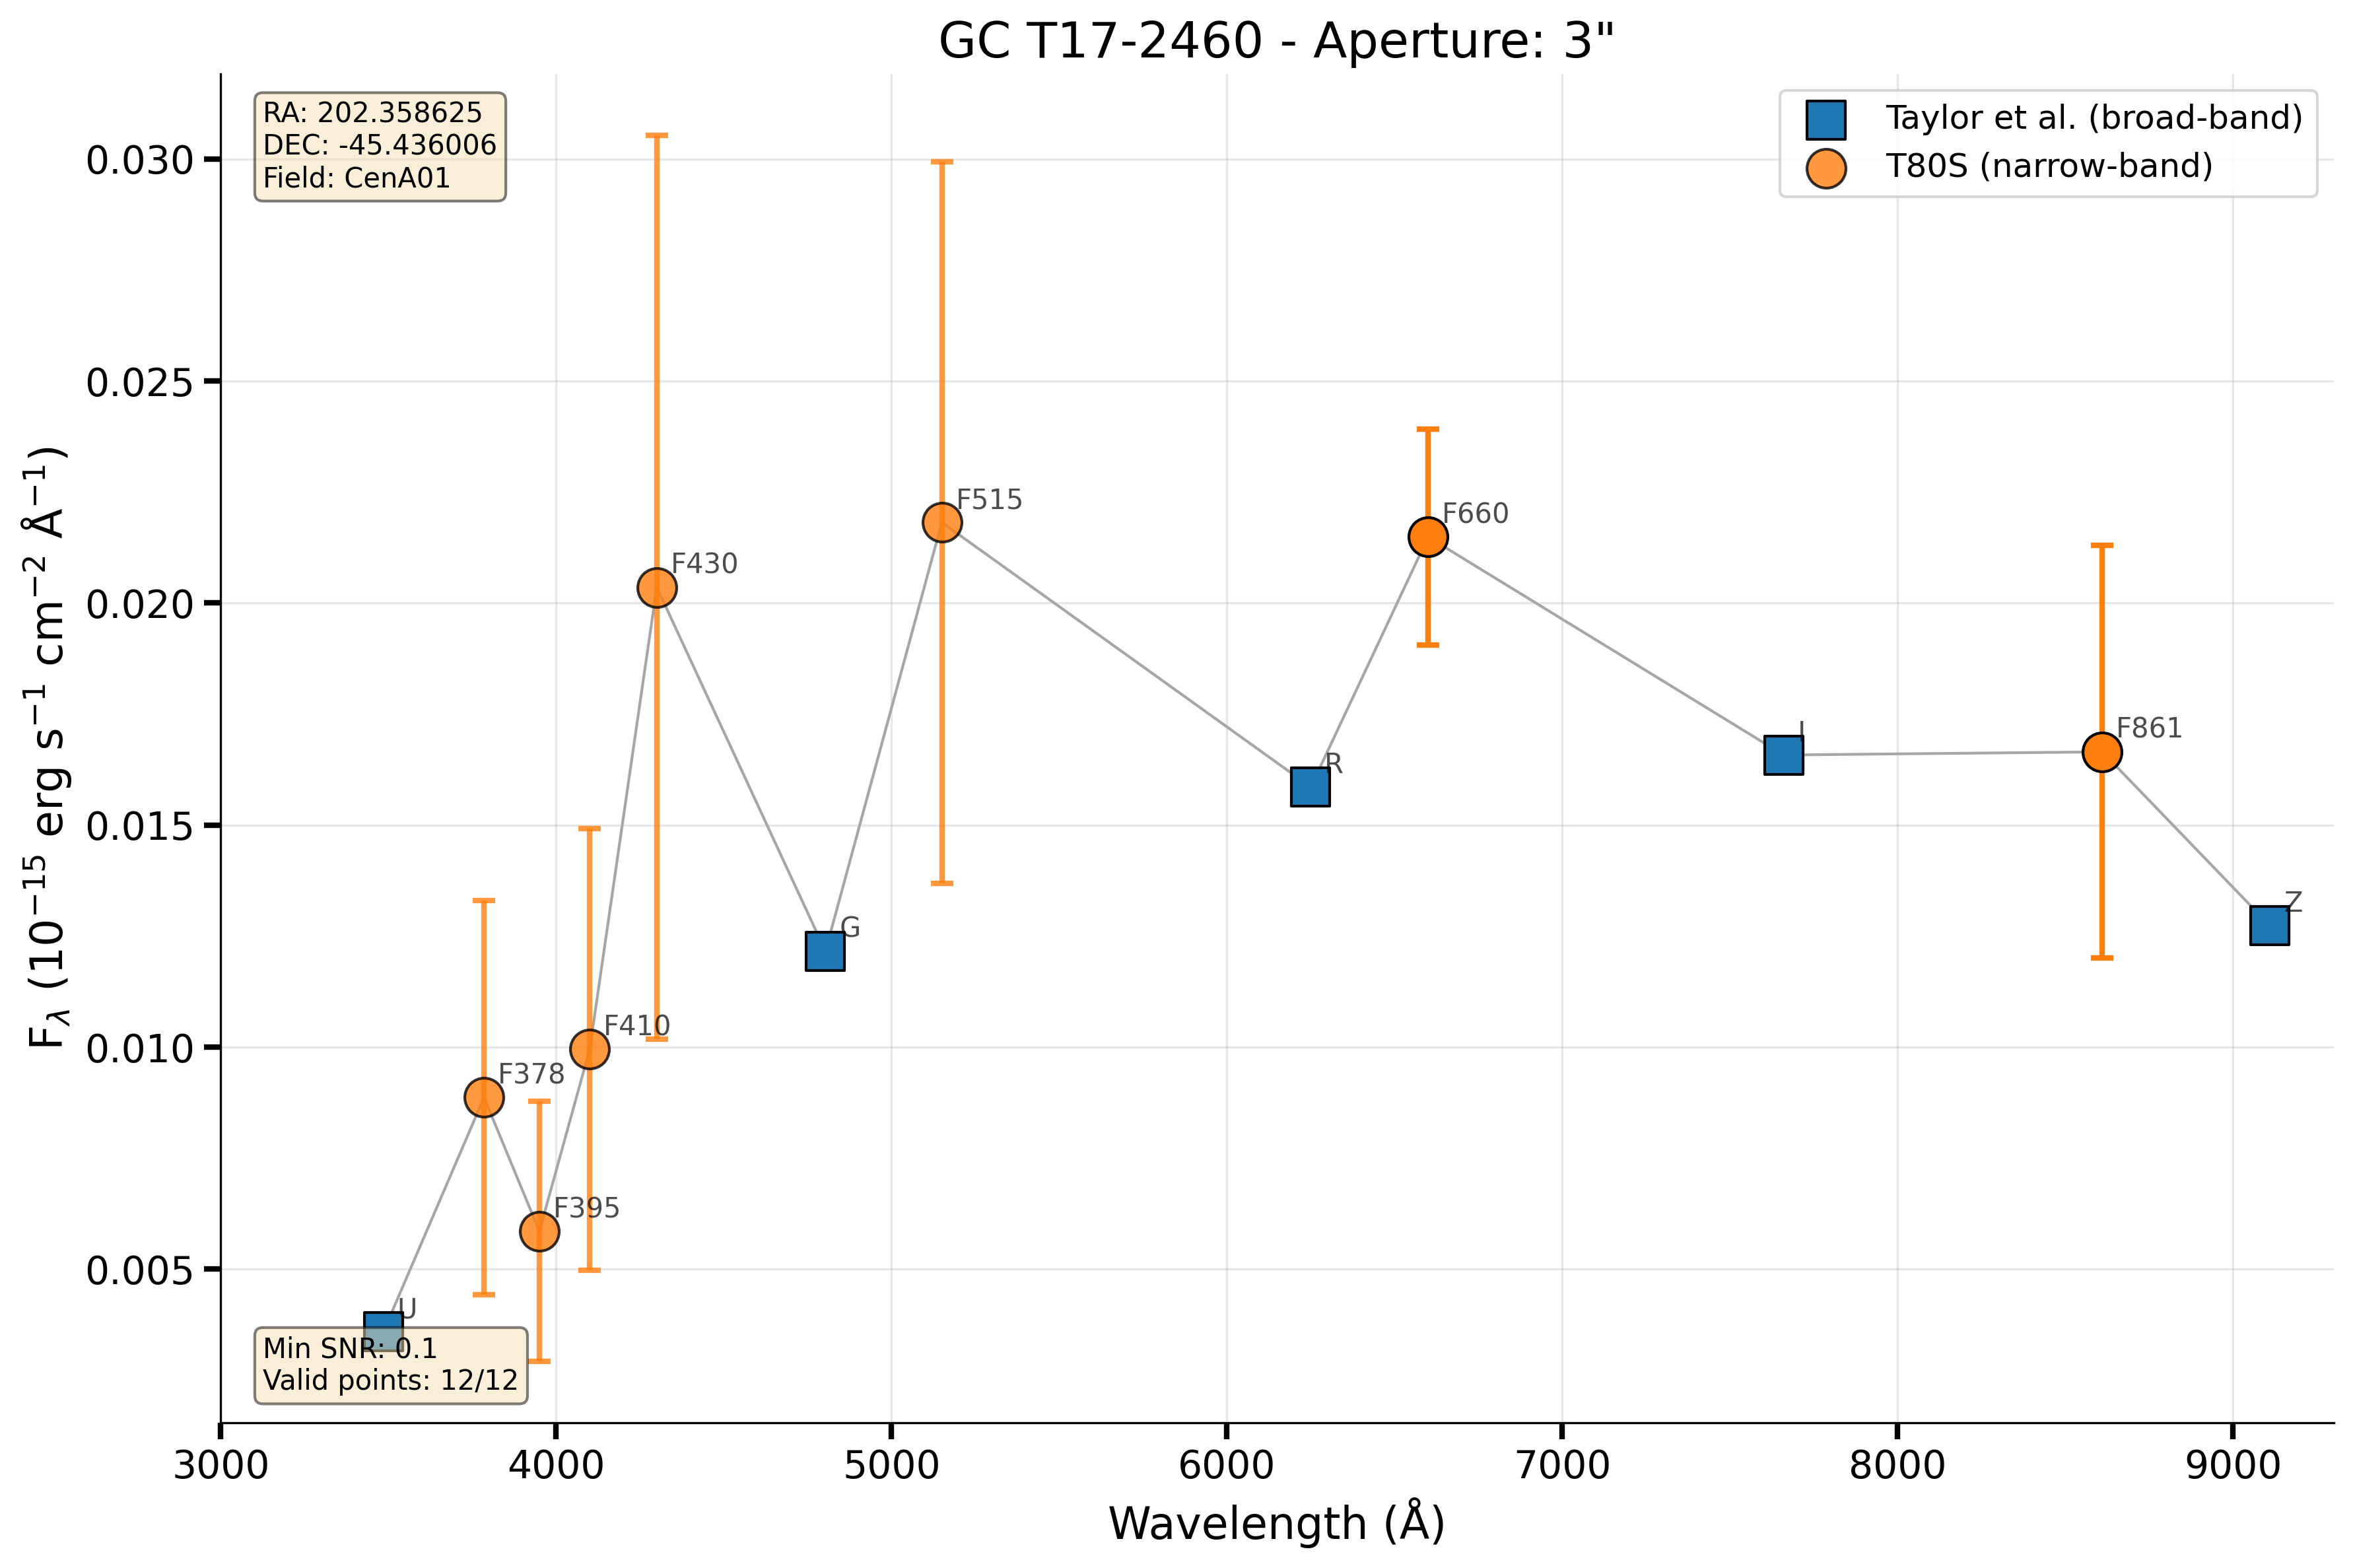 GC T17-2460 - Aperture: 3"
RA: 202.358625
DEC: -45.436006
Field: CenA01
Taylor et al. (broad-band)
T80S (narrow-band)
F_λ (10⁻¹⁵ erg s⁻¹ cm⁻² Å⁻¹)
0.030
0.025
0.020
0.015
0.010
0.005
U
F378
F395
F410
F430
G
F515
R
F660
I
F861
Z
Min SNR: 0.1
Valid points: 12/12
3000 4000 5000 6000 7000 8000 9000
Wavelength (Å)